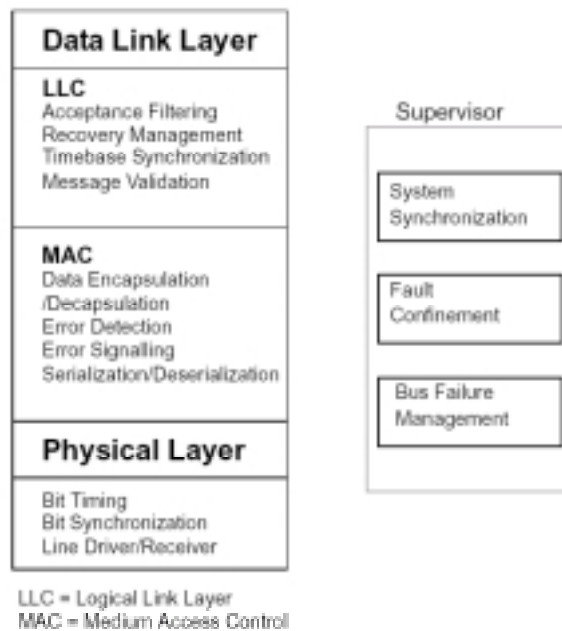 Data Link Layer
LLC
Acceptance Filtering
Recovery Management
Timebase Synchronization
Message Validation
MAC
Data Encapsulation
/Decapsulation
Error Detection
Error Signalling
Serialization/Deserialization
Physical Layer
Bit Timing
Bit Synchronization
Line Driver/Receiver
LLC = Logical Link Layer
MAC = Medium Access Control
Supervisor
System
Synchronization
Fault
Confinement
Bus Failure
Management